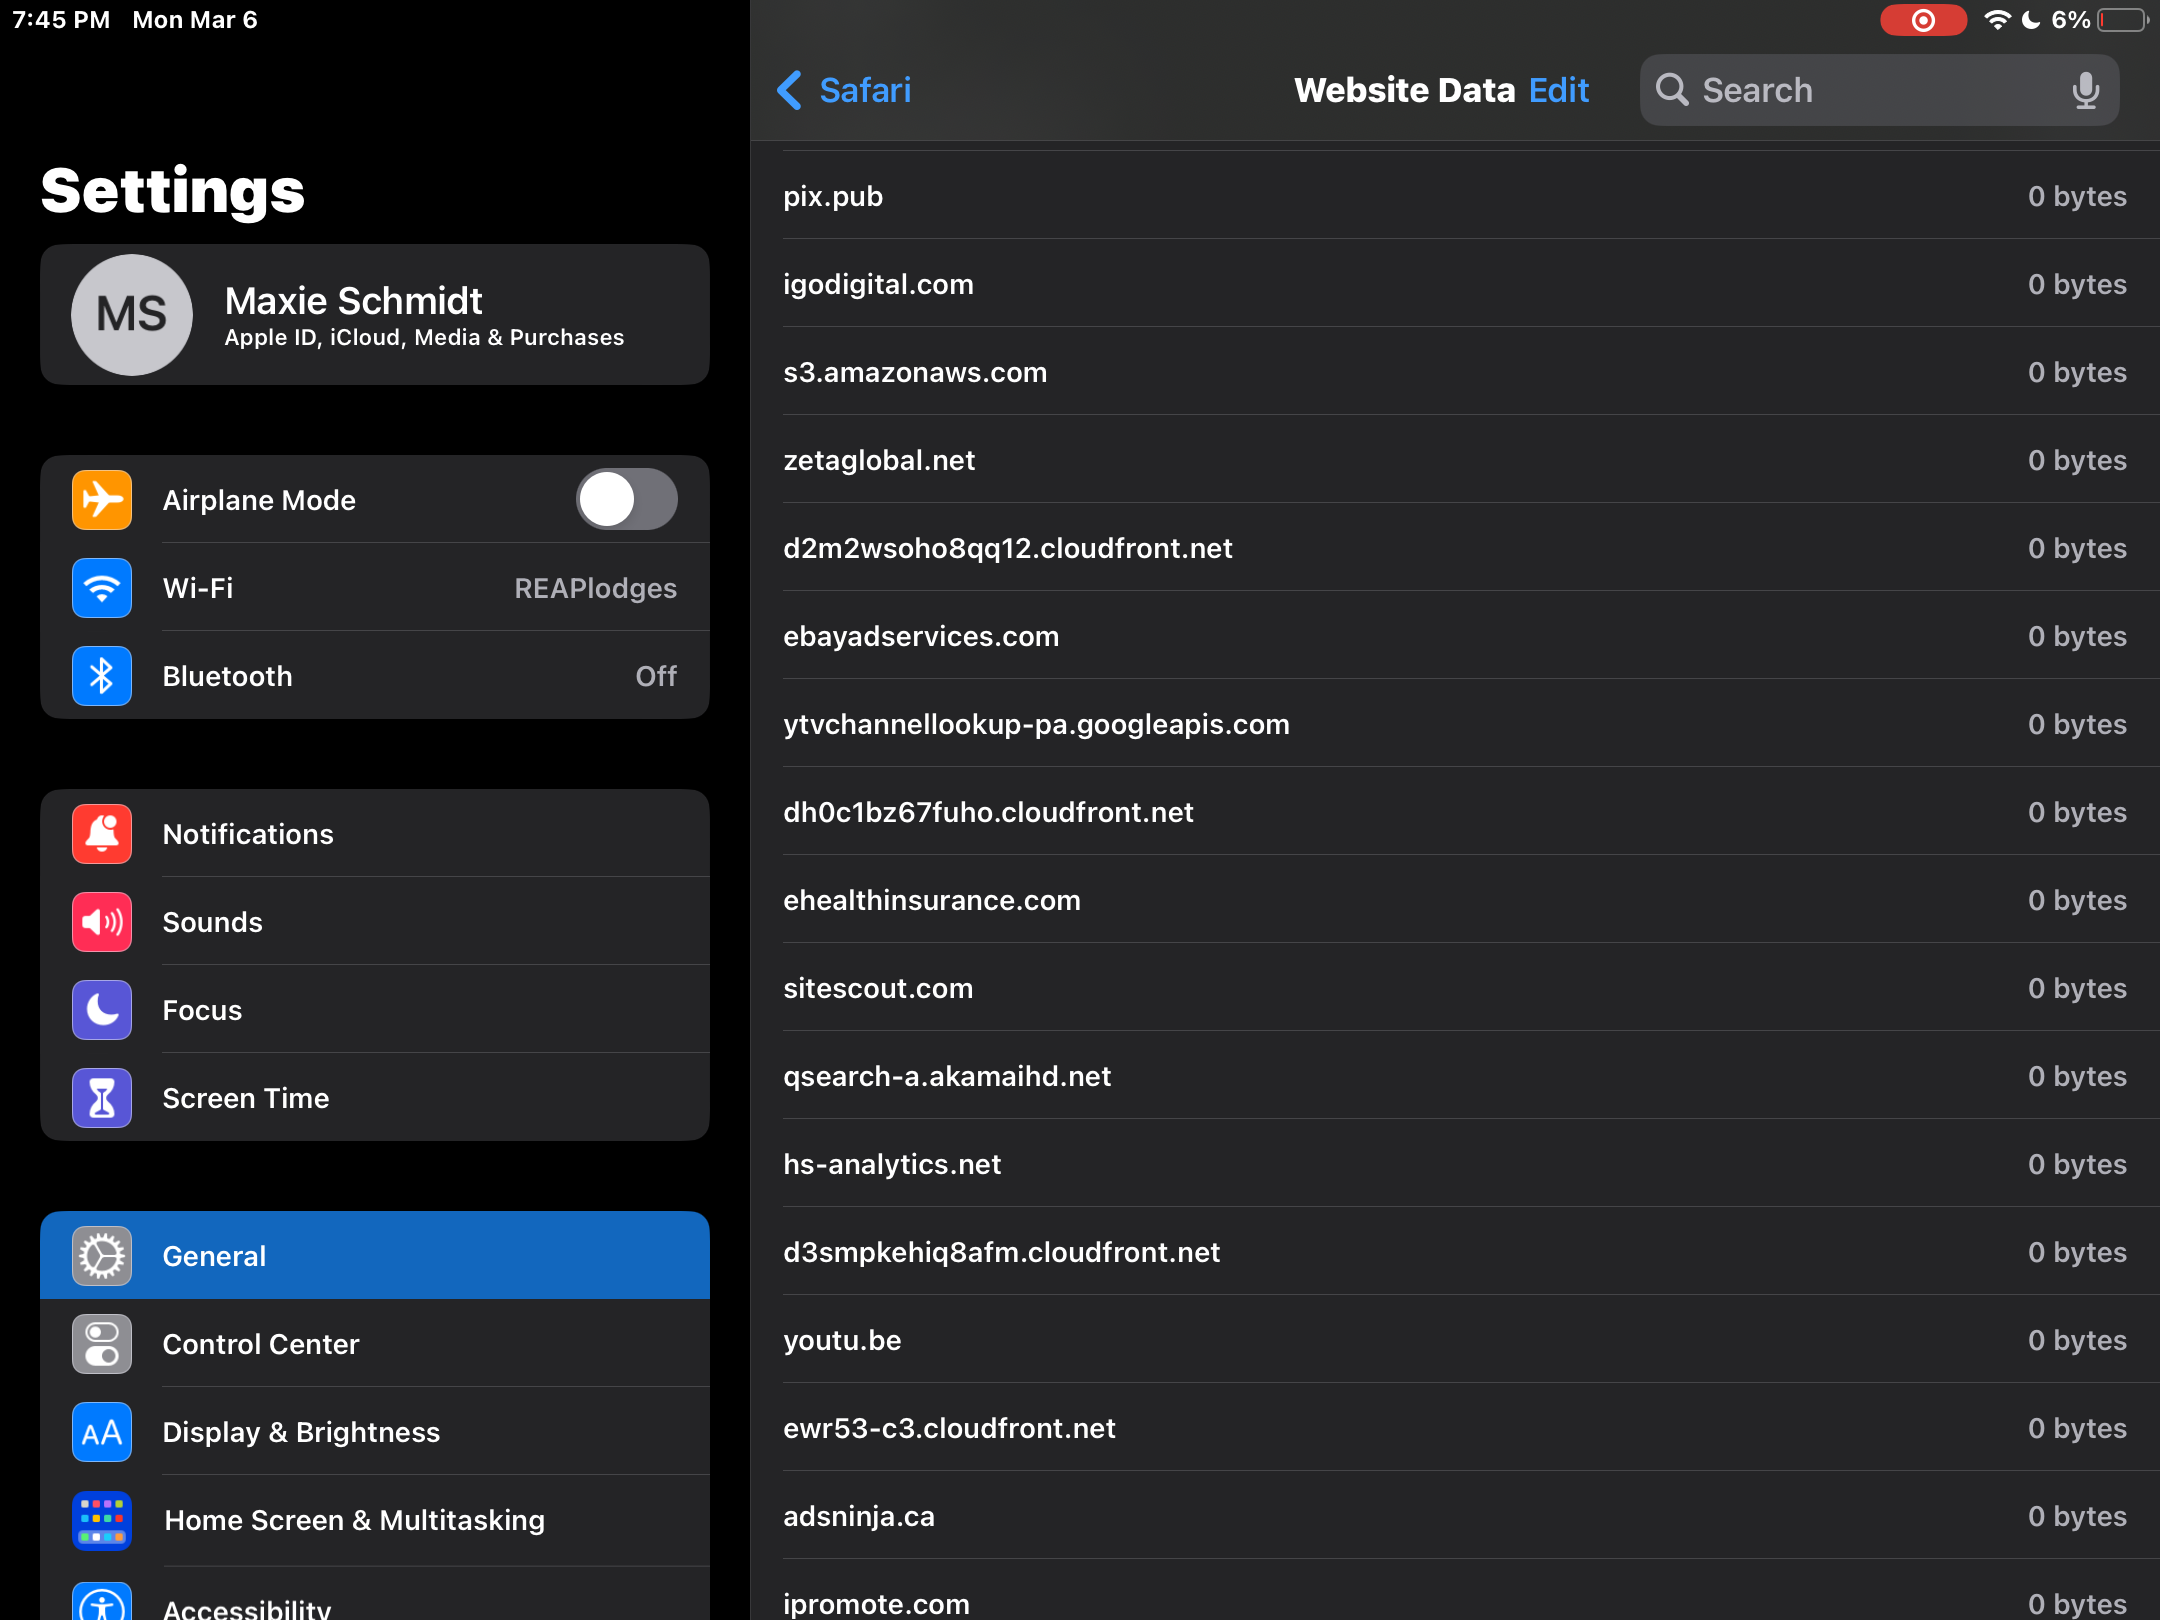 7:45 PM Mon Mar 6
6%
Settings
MS
Maxie Schmidt
Apple ID, iCloud, Media & Purchases
Airplane Mode
Wi-Fi REAPlodges
Bluetooth Off
Notifications
Sounds
Focus
Screen Time
General
Control Center
AA
Display & Brightness
Home Screen & Multitasking
Accessibility
Safari Website Data Edit Search
pix.pub 0 bytes
igodigital.com 0 bytes
s3.amazonaws.com 0 bytes
zetaglobal.net 0 bytes
d2m2wsoho8qq12.cloudfront.net 0 bytes
ebayadservices.com 0 bytes
ytvchannellookup-pa.googleapis.com 0 bytes
dh0c1bz67fuho.cloudfront.net 0 bytes
ehealthinsurance.com 0 bytes
sitescout.com 0 bytes
qsearch-a.akamaihd.net 0 bytes
hs-analytics.net 0 bytes
d3smpkehiq8afm.cloudfront.net 0 bytes
youtu.be 0 bytes
ewr53-c3.cloudfront.net 0 bytes
adsninja.ca 0 bytes
ipromote.com 0 bytes